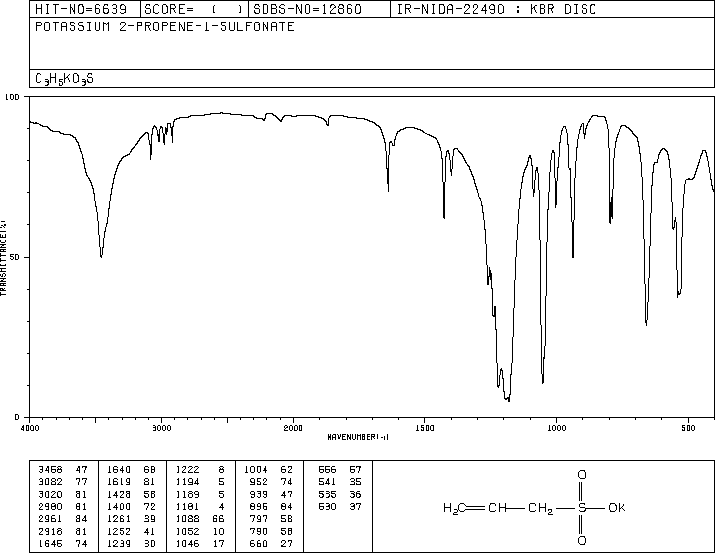 HIT-NO=6639 SCORE= ( ) SDBS-NO=12860 IR-NIDA-22490 : KBR DISC
POTASSIUM 2-PROPENE-1-SULFONATE
C3H5KO3S
100
50
0
TRANSMITTANCE(%)
4000 3000 2000 1500 1000 500
WAVENUMBER(-1)
3458 47 1640 68 1222 8 1004 62 556 57
3082 77 1619 81 1194 5 952 74 541 35
3020 81 1428 58 1189 5 939 47 535 36
2980 81 1400 72 1181 4 896 84 530 37
2961 84 1261 39 1088 66 797 58
2918 81 1252 41 1052 10 790 58
1645 74 1239 30 1046 17 660 27
O
H2C=CH-CH2-S-OK
O